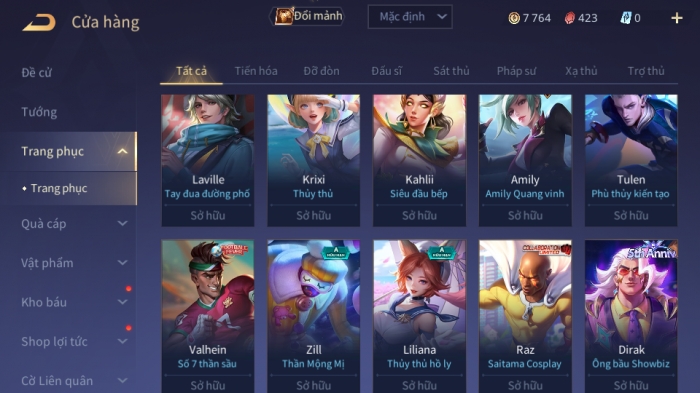 Cửa hàng
Đổi mảnh
Mặc định
7 764
423
0
Đề cử
Tướng
Trang phục
Trang phục
Quà cáp
Vật phẩm
Kho báu
Shop lợi tức
Cờ Liên quân
Tất cả
Tiến hóa
Đỡ đòn
Đấu sĩ
Sát thủ
Pháp sư
Xạ thủ
Trợ thủ
Laville
Tay đua đường phố
Sở hữu
Krixi
Thủy thủ
Sở hữu
Kahlii
Siêu đầu bếp
Sở hữu
Amily
Amily Quang vinh
Sở hữu
Tulen
Phù thủy kiến tạo
Sở hữu
Valhein
Số 7 thần sầu
Sở hữu
A
Zill
Thần Mộng Mị
Sở hữu
A
Liliana
Thủy thủ hồ ly
Sở hữu
COLLABORATION
LIMITED
Raz
Saitama Cosplay
Sở hữu
5th Anniv
Dirak
Ông bầu Showbiz
Sở hữu